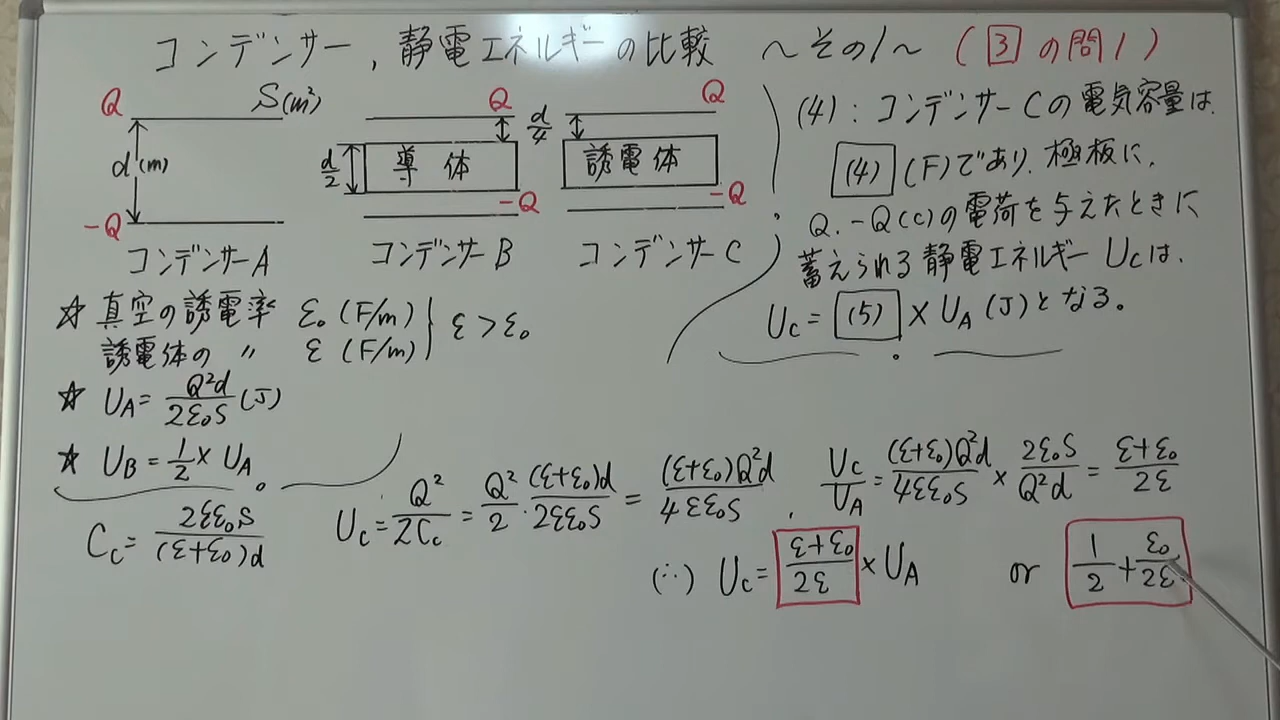 コンデンサー，静電エネルギーの比較 〜その1〜 (③の問1)
Q S(m²)
d(m)
-Q
コンデンサーA
Q
d/2 導体
-Q
コンデンサーB
Q
d/4
誘電体
-Q
コンデンサーC
(4)：コンデンサーCの電気容量は、
(4) (F)であり、極板に、
Q、-Q(C)の電荷を与えたときに
蓄えられる静電エネルギーUcは、
Uc = (5) × UA (J)となる。
☆ 真空の誘電率 ε₀ (F/m)
誘電体の 〃 ε (F/m) } ε > ε₀
☆ UA = Q²d/2ε₀S (J)
☆ UB = 1/2 × UA。
Cc = 2εε₀S/(ε+ε₀)d
Uc = Q²/2Cc = Q²/2 · (ε+ε₀)d/2εε₀S = (ε+ε₀)Q²d/4εε₀S 、 Uc/UA = (ε+ε₀)Q²d/4εε₀S × 2ε₀S/Q²d = ε+ε₀/2ε
(∴) Uc = ε+ε₀/2ε × UA or 1/2 + ε₀/2ε